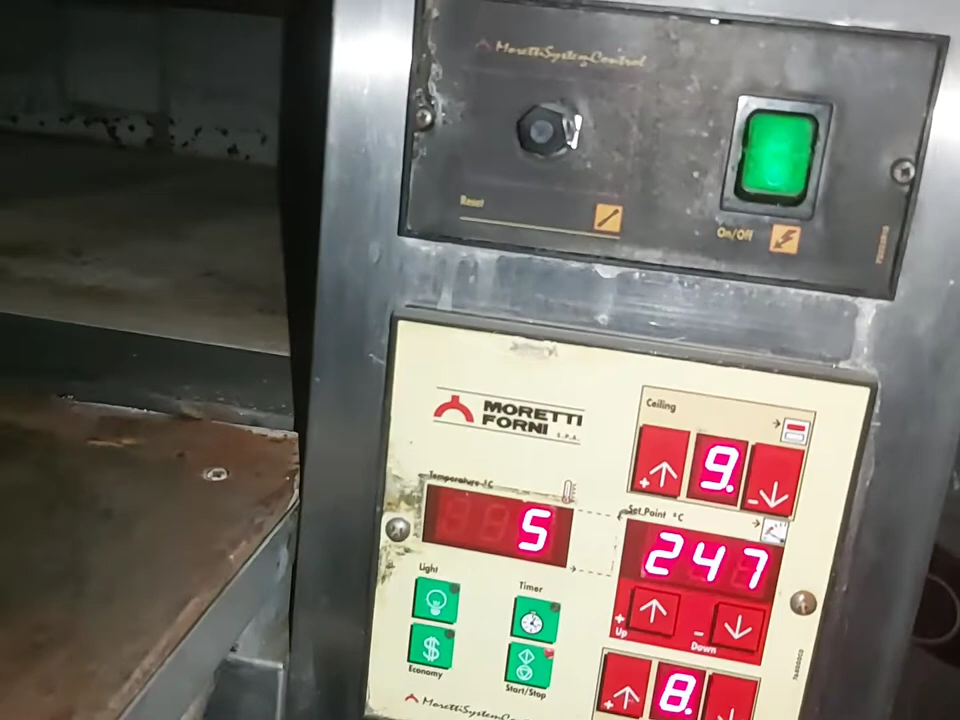 MorettiSystemControl
Reset
On/Off
MORETTI
FORNI
S.P.A.
Ceiling
9.
Temperature °C
5
Set.Point °C
247
Light
Timer
+
Up
-
Down
$
Economy
Start/Stop
8.
MorettiSystemContr